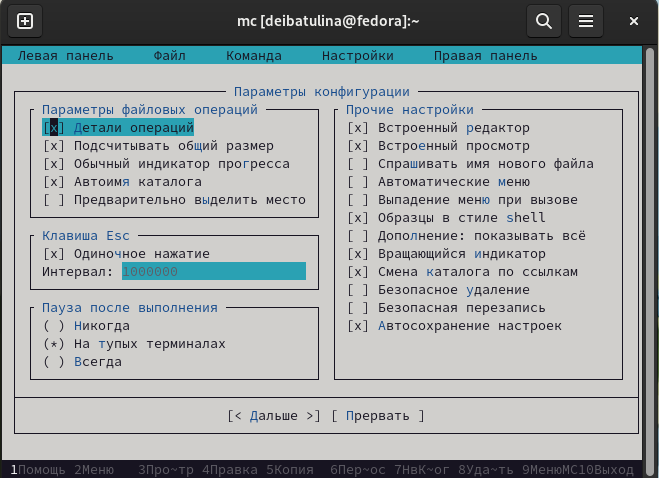 mc [deibatulina@fedora]:~
Левая панель Файл Команда Настройки Правая панель
Параметры конфигурации
Параметры файловых операций
[x] Детали операций
[x] Подсчитывать общий размер
[x] Обычный индикатор прогресса
[x] Автоимя каталога
[ ] Предварительно выделить место
Клавиша Esc
[x] Одиночное нажатие
Интервал: 1000000
Пауза после выполнения
( ) Никогда
(*) На тупых терминалах
( ) Всегда
Прочие настройки
[x] Встроенный редактор
[x] Встроенный просмотр
[ ] Спрашивать имя нового файла
[ ] Автоматические меню
[ ] Выпадение меню при вызове
[x] Образцы в стиле shell
[ ] Дополнение: показывать всё
[x] Вращающийся индикатор
[x] Смена каталога по ссылкам
[ ] Безопасное удаление
[ ] Безопасная перезапись
[x] Автосохранение настроек
[< Дальше >] [ Прервать ]
1Помощь 2Меню 3Про~тр 4Правка 5Копия 6Пер~ос 7НвК~ог 8Уда~ть 9МенюMC10Выход